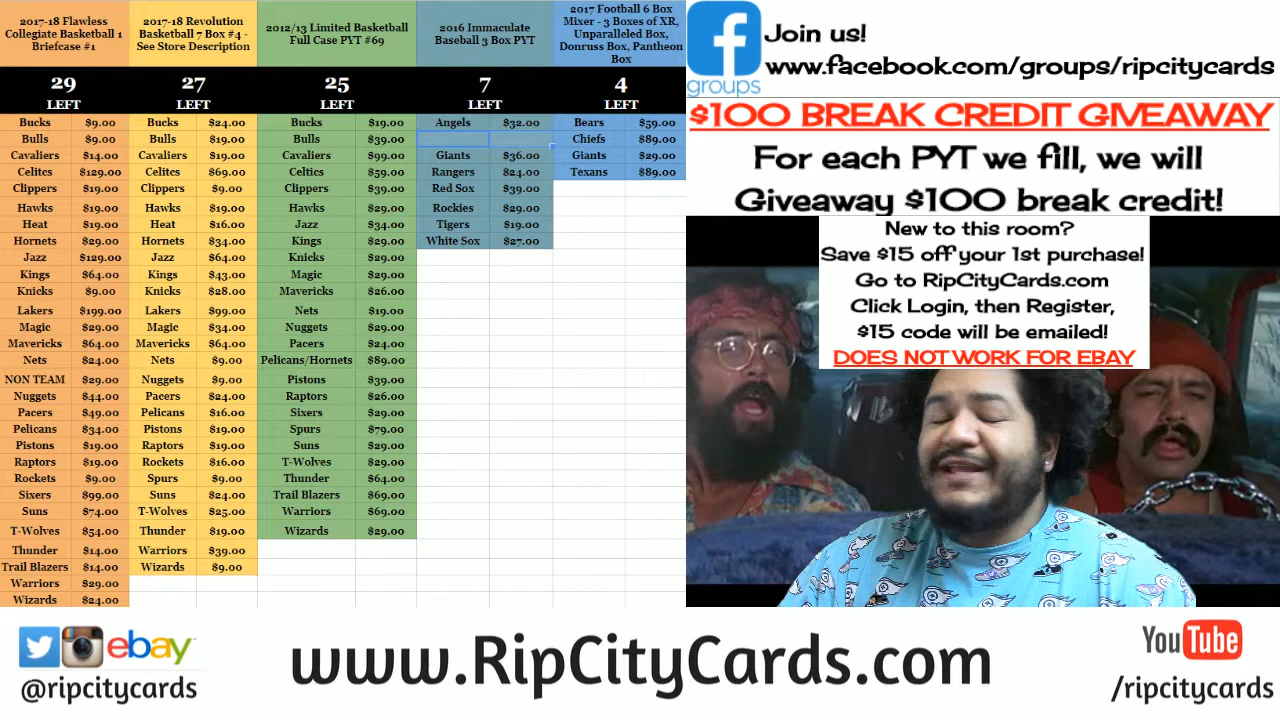 2017-18 Flawless
Collegiate Basketball 1
Briefcase #1
29
LEFT
Bucks $9.00
Bulls $9.00
Cavaliers $14.00
Celitcs $129.00
Clippers $19.00
Hawks $19.00
Heat $19.00
Hornets $29.00
Jazz $129.00
Kings $64.00
Knicks $9.00
Lakers $199.00
Magic $29.00
Mavericks $64.00
Nets $24.00
NON TEAM $29.00
Nuggets $44.00
Pacers $49.00
Pelicans $34.00
Pistons $19.00
Raptors $19.00
Rockets $9.00
Sixers $99.00
Suns $74.00
T-Wolves $54.00
Thunder $14.00
Trail Blazers $14.00
Warriors $29.00
Wizards $24.00
2017-18 Revolution
Basketball 7 Box #4 -
See Store Description
27
LEFT
Bucks $24.00
Bulls $19.00
Cavaliers $19.00
Celitcs $69.00
Clippers $9.00
Hawks $19.00
Heat $16.00
Hornets $34.00
Jazz $64.00
Kings $43.00
Knicks $28.00
Lakers $99.00
Magic $34.00
Mavericks $64.00
Nets $9.00
Nuggets $9.00
Pacers $24.00
Pelicans $16.00
Pistons $19.00
Raptors $19.00
Rockets $16.00
Spurs $9.00
Suns $24.00
T-Wolves $25.00
Thunder $19.00
Warriors $39.00
Wizards $9.00
2012/13 Limited Basketball
Full Case PYT #69
25
LEFT
Bucks $19.00
Bulls $39.00
Cavaliers $99.00
Celtics $59.00
Clippers $39.00
Hawks $29.00
Jazz $34.00
Kings $29.00
Knicks $29.00
Magic $29.00
Mavericks $26.00
Nets $19.00
Nuggets $29.00
Pacers $24.00
Pelicans/Hornets $89.00
Pistons $39.00
Raptors $26.00
Sixers $29.00
Spurs $79.00
Suns $29.00
T-Wolves $29.00
Thunder $64.00
Trail Blazers $69.00
Warriors $69.00
Wizards $29.00
2016 Immaculate
Baseball 3 Box PYT
7
LEFT
Angels $32.00
Giants $36.00
Rangers $24.00
Red Sox $39.00
Rockies $29.00
Tigers $19.00
White Sox $27.00
2017 Football 6 Box
Mixer - 3 Boxes of XR,
Unparalleled Box,
Donruss Box, Pantheon
Box
4
LEFT
Bears $59.00
Chiefs $89.00
Giants $29.00
Texans $89.00
f
groups
Join us!
www.facebook.com/groups/ripcitycards
$100 BREAK CREDIT GIVEAWAY
For each PYT we fill, we will
Giveaway $100 break credit!
New to this room?
Save $15 off your 1st purchase!
Go to RipCityCards.com
Click Login, then Register,
$15 code will be emailed!
DOES NOT WORK FOR EBAY
ebay
@ripcitycards
www.RipCityCards.com
YouTube
/ripcitycards